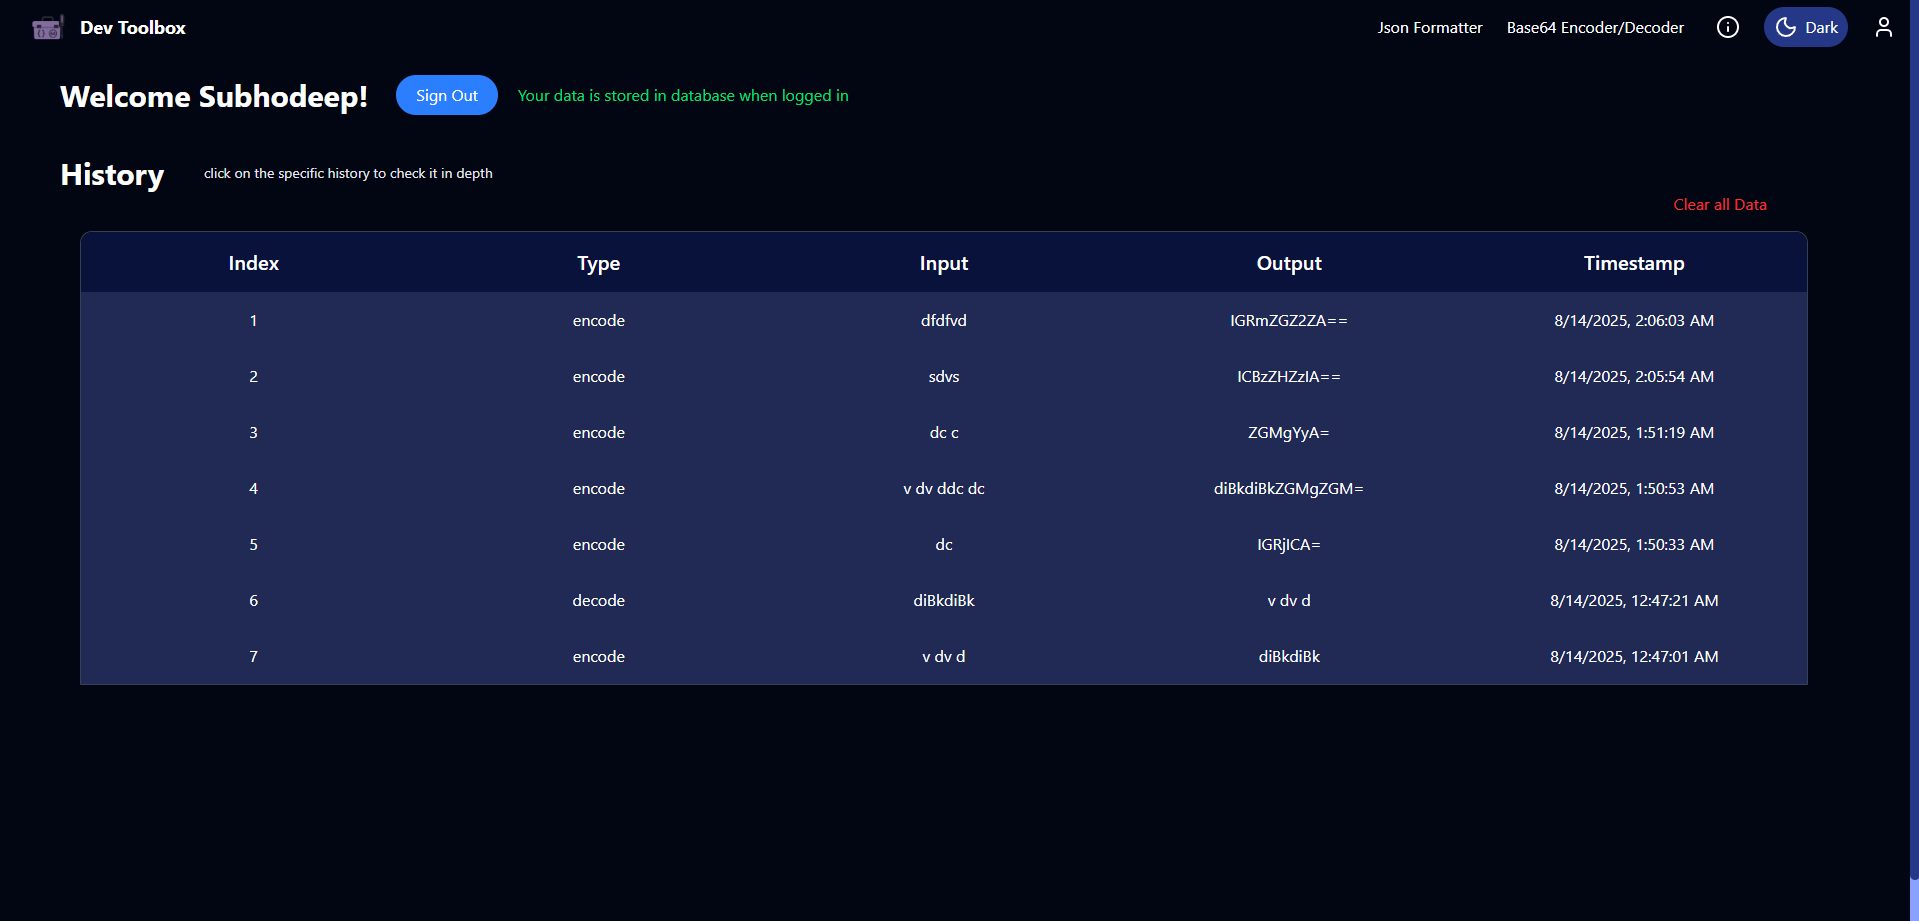 Dev Toolbox Json Formatter Base64 Encoder/Decoder Dark
Welcome Subhodeep! Sign Out Your data is stored in database when logged in
History click on the specific history to check it in depth
Clear all Data
Index Type Input Output Timestamp
1 encode dfdfvd IGRmZGZ2ZA== 8/14/2025, 2:06:03 AM
2 encode sdvs ICBzZHZzIA== 8/14/2025, 2:05:54 AM
3 encode dc c ZGMgYyA= 8/14/2025, 1:51:19 AM
4 encode v dv ddc dc diBkdiBkZGMgZGM= 8/14/2025, 1:50:53 AM
5 encode dc IGRjICA= 8/14/2025, 1:50:33 AM
6 decode diBkdiBk v dv d 8/14/2025, 12:47:21 AM
7 encode v dv d diBkdiBk 8/14/2025, 12:47:01 AM